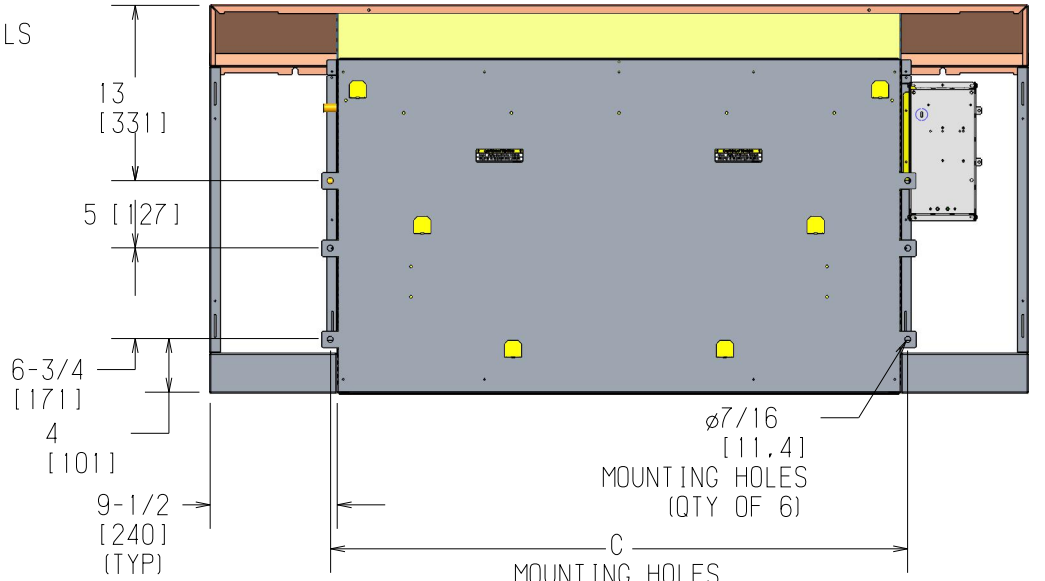 LS
13
[331]
5 [127]
6-3/4
[171]
4
[101]
9-1/2
[240]
(TYP)
⌀7/16
[11,4]
MOUNTING HOLES
(QTY OF 6)
C
MOUNTING HOLES